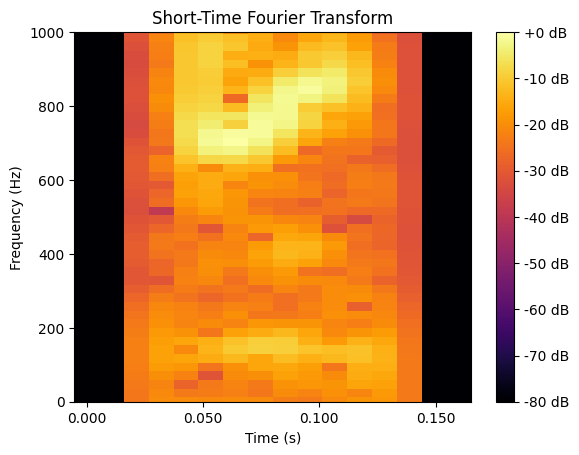 Short-Time Fourier Transform
1000
800
600
400
200
0
Frequency (Hz)
0.000
0.050
0.100
0.150
Time (s)
+0 dB
-10 dB
-20 dB
-30 dB
-40 dB
-50 dB
-60 dB
-70 dB
-80 dB